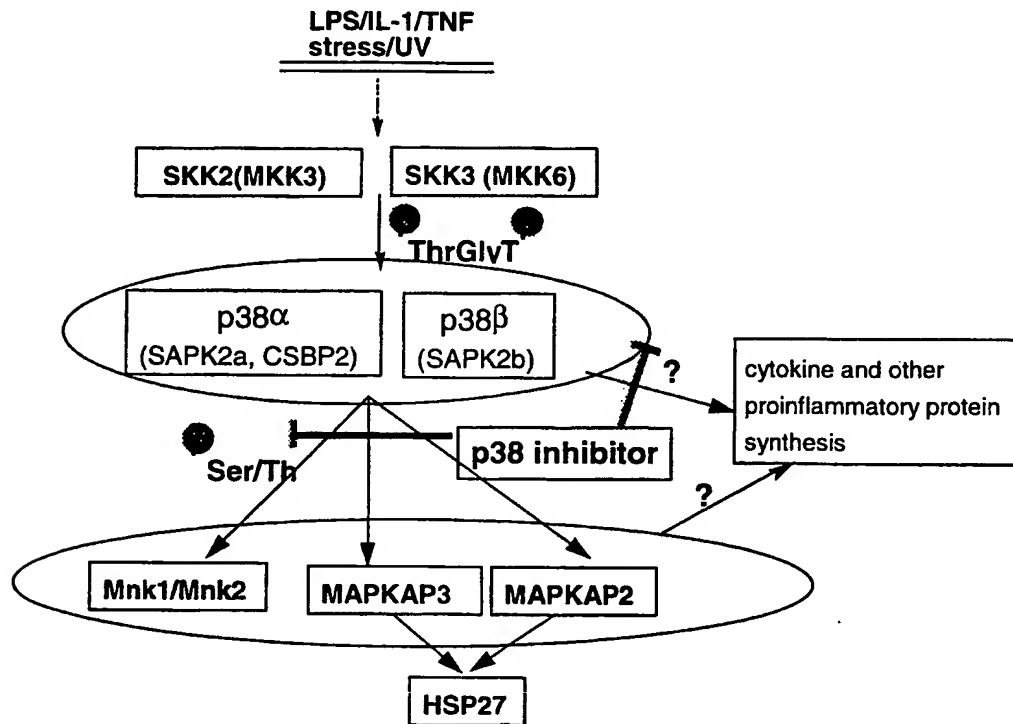 LPS/IL-1/TNF
stress/UV
SKK2(MKK3)
SKK3 (MKK6)
ThrGlyT
p38α
(SAPK2a, CSBP2)
p38β
(SAPK2b)
?
cytokine and other
proinflammatory protein
synthesis
p38 inhibitor
Ser/Th
?
Mnk1/Mnk2
MAPKAP3
MAPKAP2
HSP27